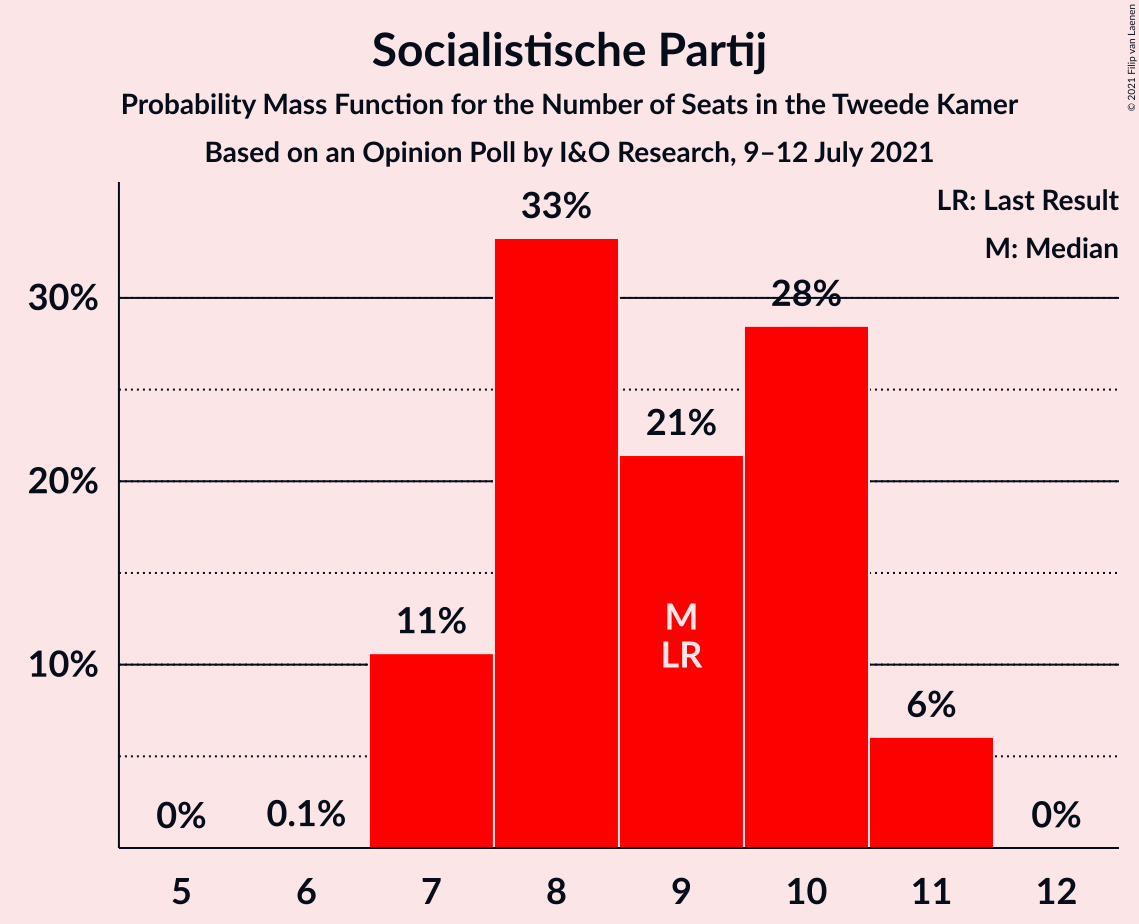 Socialistische Partij
Probability Mass Function for the Number of Seats in the Tweede Kamer
Based on an Opinion Poll by I&O Research, 9–12 July 2021
© 2021 Filip van Laenen
LR: Last Result
M: Median
33%
30%
28%
21%
20%
M
LR
11%
10%
6%
0%
0.1%
0%
5 6 7 8 9 10 11 12